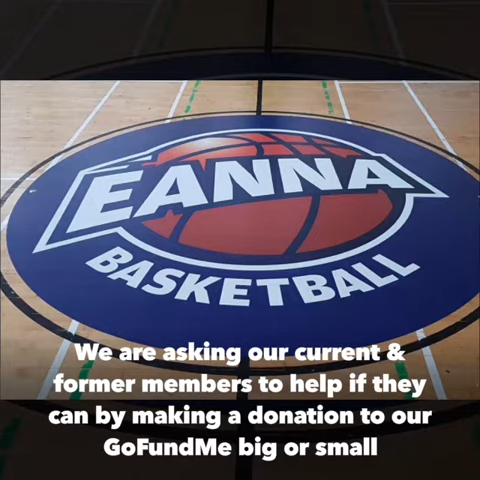 EANNA
BASKETBALL
We are asking our current &
former members to help if they
can by making a donation to our
GoFundMe big or small